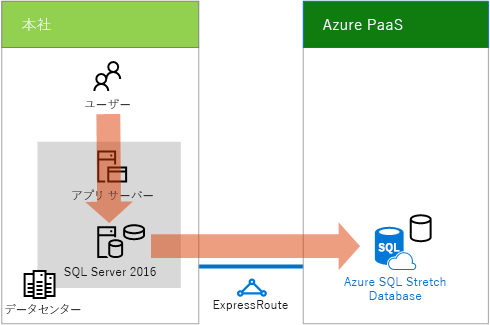 本社
Azure PaaS
ユーザー
アプリ サーバー
SQL Server 2016
データセンター
ExpressRoute
SQL
Azure SQL Stretch
Database